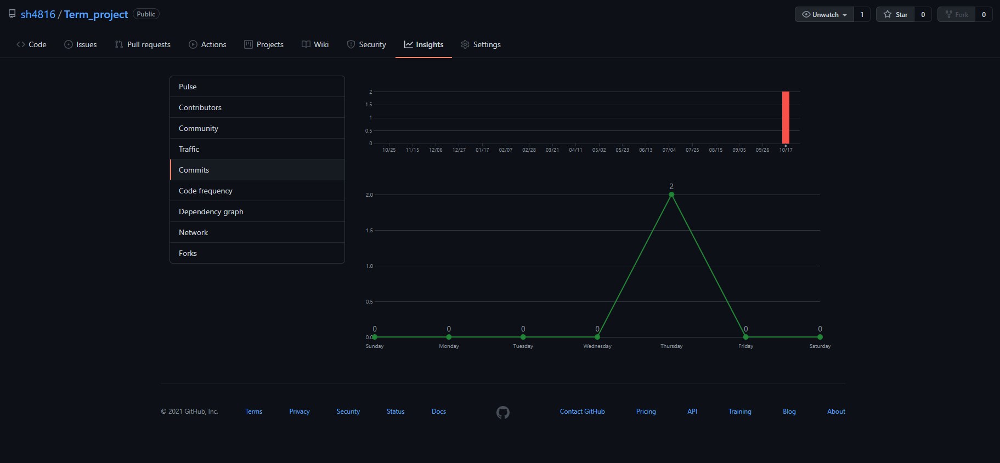 sh4816 / Term_project Public
Unwatch 1 Star 0 Fork 0
Code Issues Pull requests Actions Projects Wiki Security Insights Settings
Pulse
Contributors
Community
Traffic
Commits
Code frequency
Dependency graph
Network
Forks
2
1.5
1
0.5
0
10/25 11/15 12/06 12/27 01/17 02/07 02/28 03/21 04/11 05/02 05/23 06/13 07/04 07/25 08/15 09/05 09/26 10/17
2
2.0
1.5
1.0
0.5
0 0 0 0 0 0
0.0
Sunday Monday Tuesday Wednesday Thursday Friday Saturday
© 2021 GitHub, Inc. Terms Privacy Security Status Docs Contact GitHub Pricing API Training Blog About